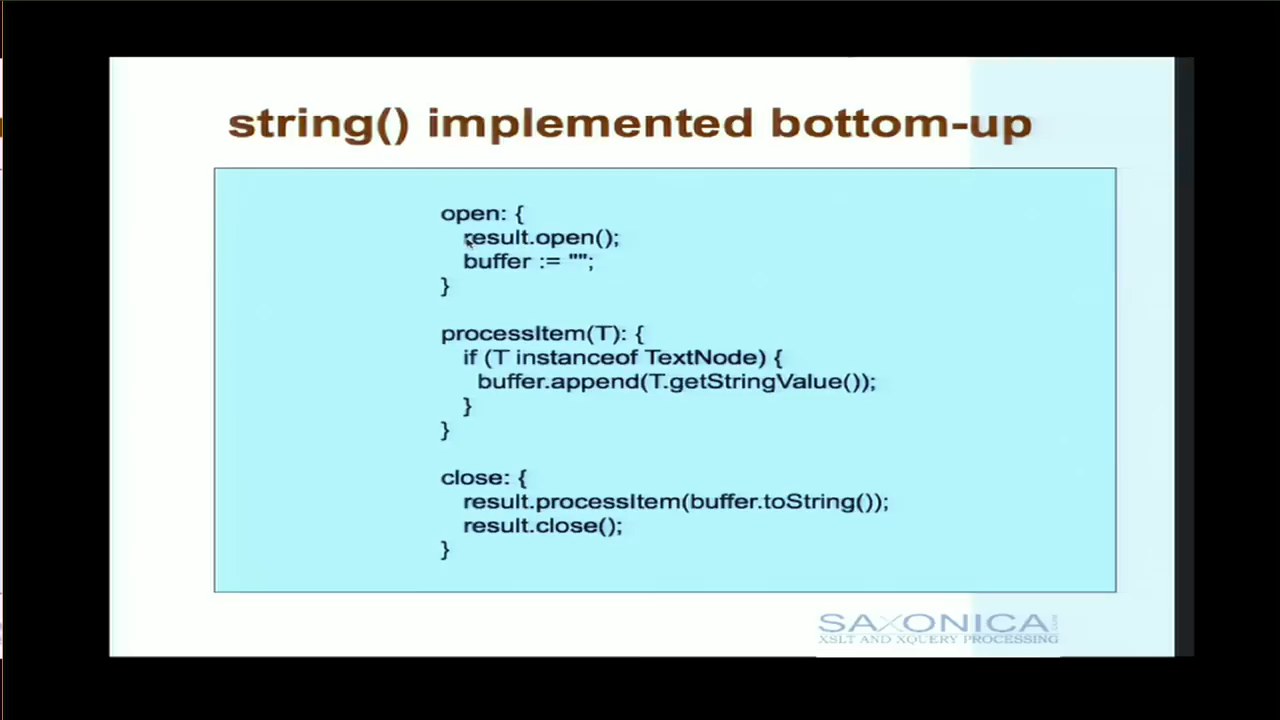 string() implemented bottom-up
open: {
result.open();
buffer := "";
}
processItem(T): {
if (T instanceof TextNode) {
buffer.append(T.getStringValue());
}
}
close: {
result.processItem(buffer.toString());
result.close();
}
SAXONICA
XSLT AND XQUERY PROCESSING